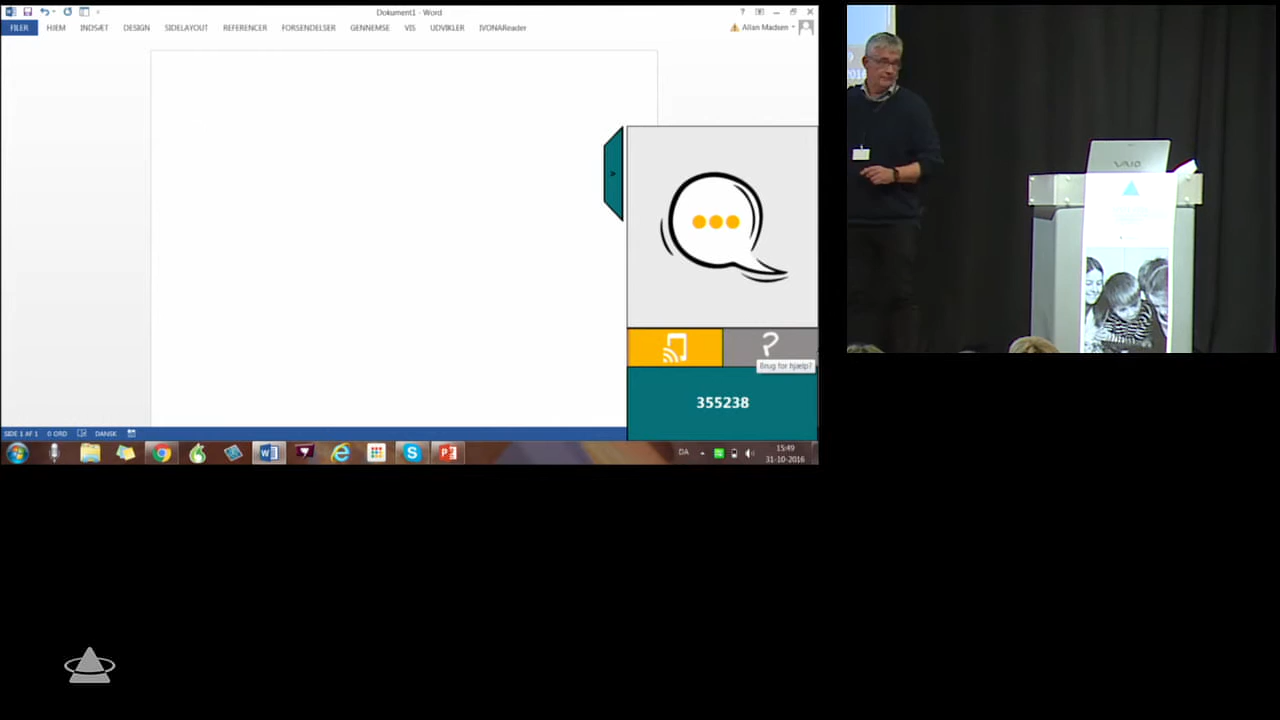 Dokument1 - Word
FILER HJEM INDSÆT DESIGN SIDELAYOUT REFERENCER FORSENDELSER GENNEMSE VIS UDVIKLER IVONAReader
Allan Madsen
Brug for hjælp?
355238
SIDE 1 AF 1 0 ORD DANSK
DA
15:49
31-10-2016
VAIO
2016